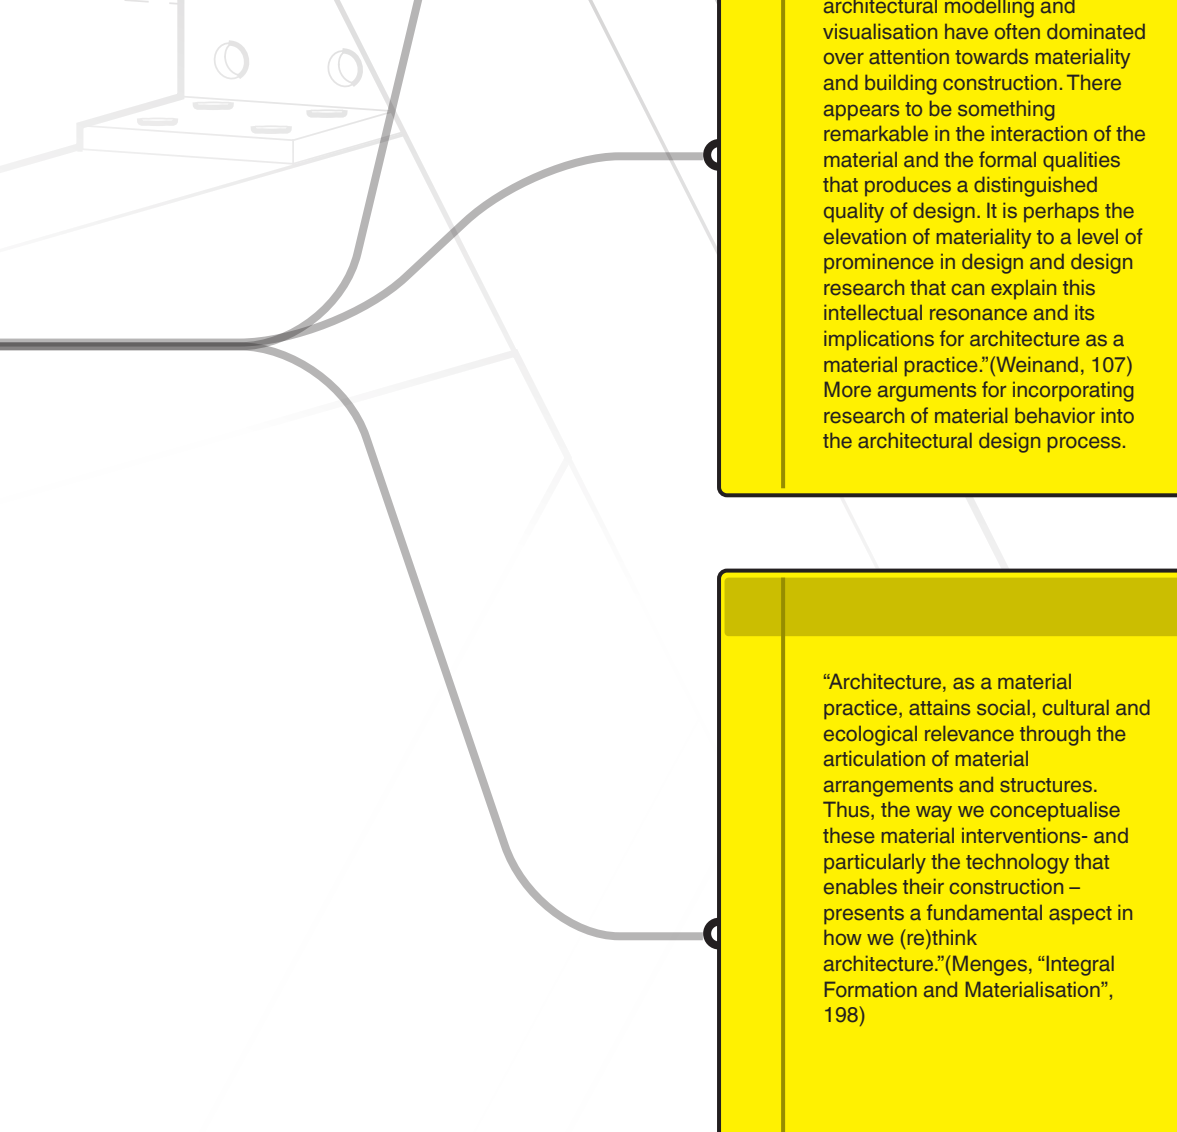 architectural modelling and
visualisation have often dominated
over attention towards materiality
and building construction. There
appears to be something
remarkable in the interaction of the
material and the formal qualities
that produces a distinguished
quality of design. It is perhaps the
elevation of materiality to a level of
prominence in design and design
research that can explain this
intellectual resonance and its
implications for architecture as a
material practice.”(Weinand, 107)
More arguments for incorporating
research of material behavior into
the architectural design process.
“Architecture, as a material
practice, attains social, cultural and
ecological relevance through the
articulation of material
arrangements and structures.
Thus, the way we conceptualise
these material interventions- and
particularly the technology that
enables their construction –
presents a fundamental aspect in
how we (re)think
architecture.”(Menges, “Integral
Formation and Materialisation”,
198)